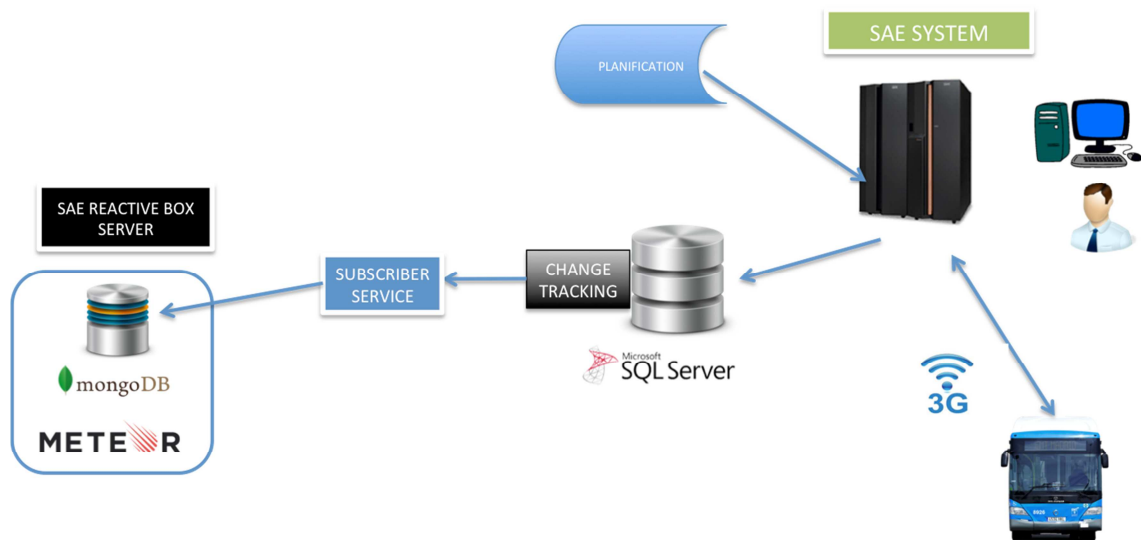 SAE SYSTEM
PLANIFICATION
SAE REACTIVE BOX
SERVER
SUBSCRIBER
SERVICE
CHANGE
TRACKING
mongoDB
METEOR
Microsoft
SQL Server
3G